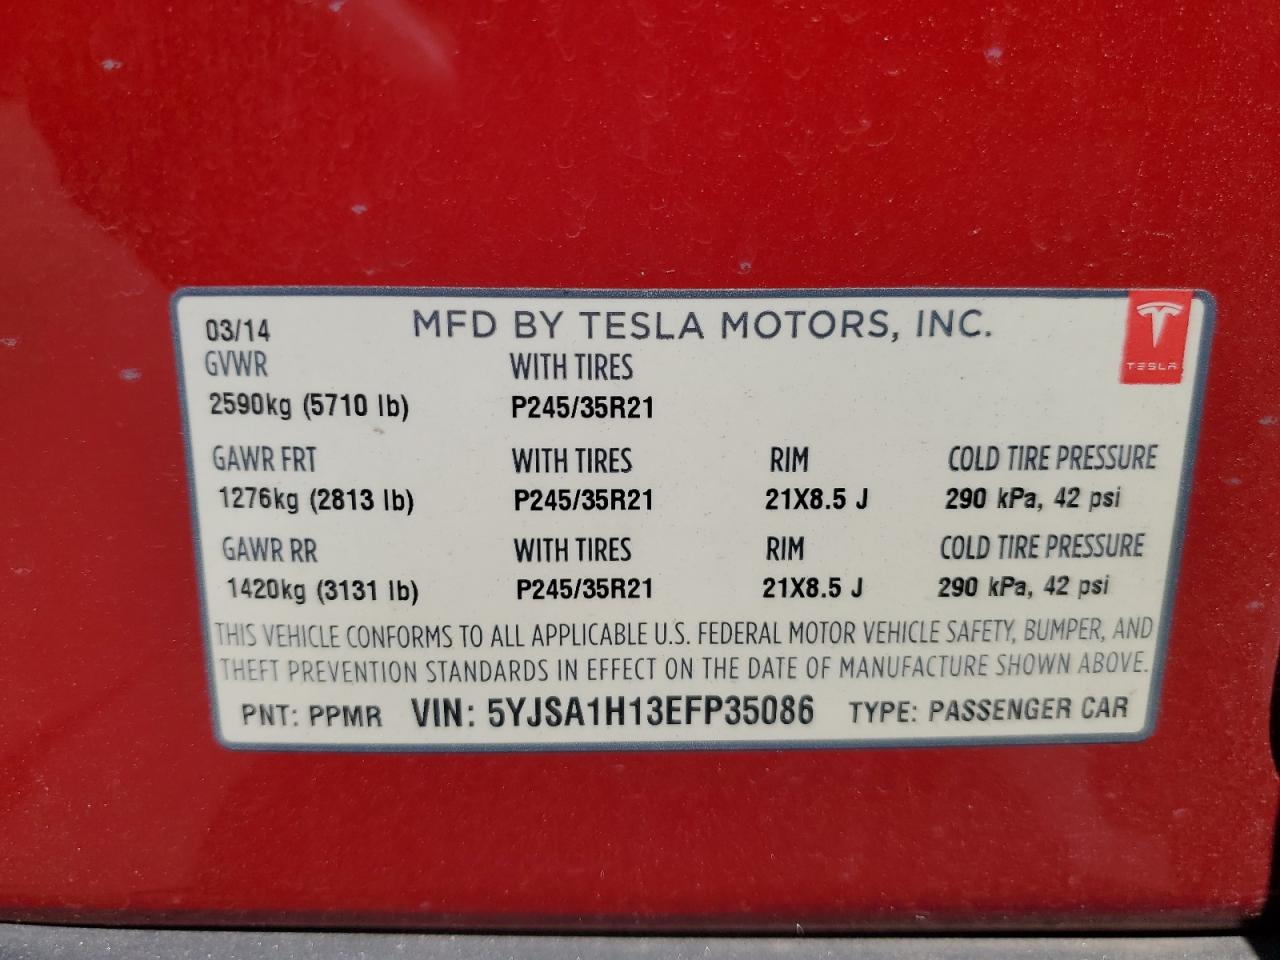 03/14 MFD BY TESLA MOTORS, INC.
TESLA
GVWR WITH TIRES
2590kg (5710 lb) P245/35R21
GAWR FRT WITH TIRES RIM COLD TIRE PRESSURE
1276kg (2813 lb) P245/35R21 21X8.5 J 290 kPa, 42 psi
GAWR RR WITH TIRES RIM COLD TIRE PRESSURE
1420kg (3131 lb) P245/35R21 21X8.5 J 290 kPa, 42 psi
THIS VEHICLE CONFORMS TO ALL APPLICABLE U.S. FEDERAL MOTOR VEHICLE SAFETY, BUMPER, AND
THEFT PREVENTION STANDARDS IN EFFECT ON THE DATE OF MANUFACTURE SHOWN ABOVE.
PNT: PPMR VIN: 5YJSA1H13EFP35086 TYPE: PASSENGER CAR